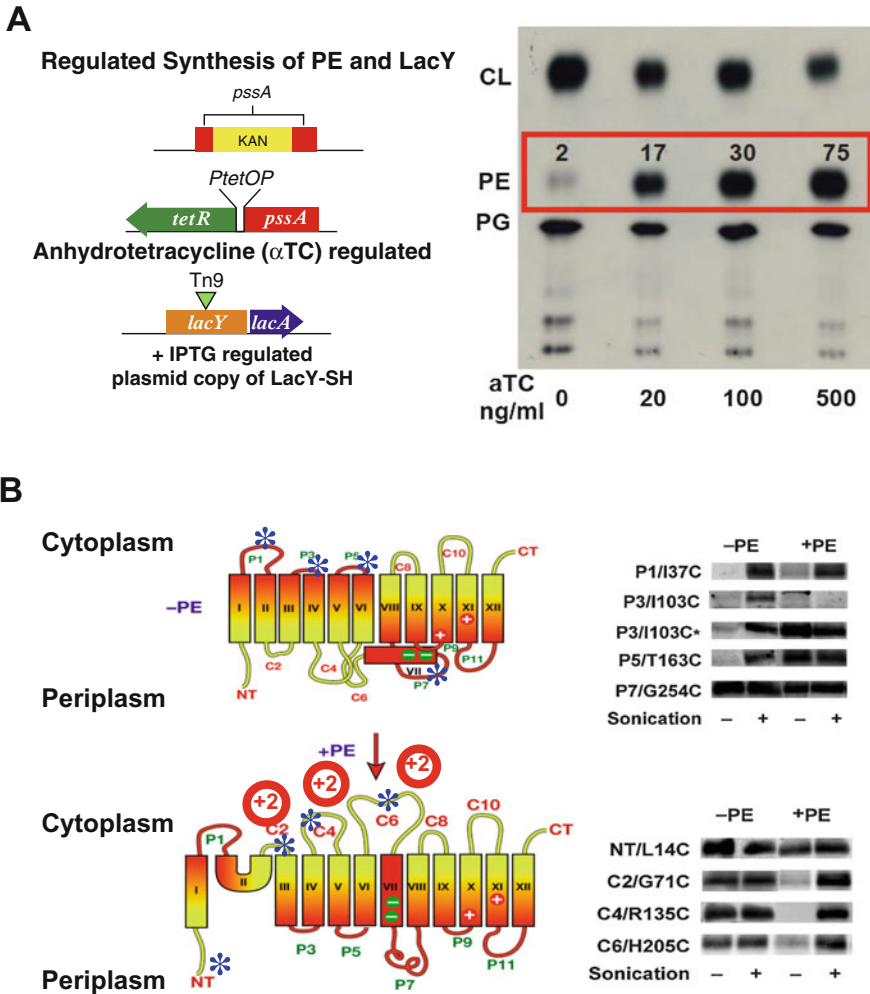 A
Regulated Synthesis of PE and LacY
pssA
KAN
PtetOP
tetR pssA
Anhydrotetracycline (αTC) regulated
Tn9
lacY lacA
+ IPTG regulated
plasmid copy of LacY-SH
CL
2 17 30 75
PE
PG
aTC
ng/ml 0 20 100 500
B
Cytoplasm
P1 P3 P5 C8 C10 CT
–PE
I II III IV V VI VIII IX X XI XII
+ +
– –
VII
C2 C4 C6 P7 P9 P11
NT
Periplasm
+PE
+2 +2 +2
Cytoplasm
P1 C2 C4 C6 C8 C10 CT
I II III IV V VI VII VIII IX X XI XII
– –
+ +
P3 P5 P7 P9 P11
NT
Periplasm
–PE +PE
P1/I37C
P3/I103C
P3/I103C*
P5/T163C
P7/G254C
Sonication – + – +
–PE +PE
NT/L14C
C2/G71C
C4/R135C
C6/H205C
Sonication – + – +